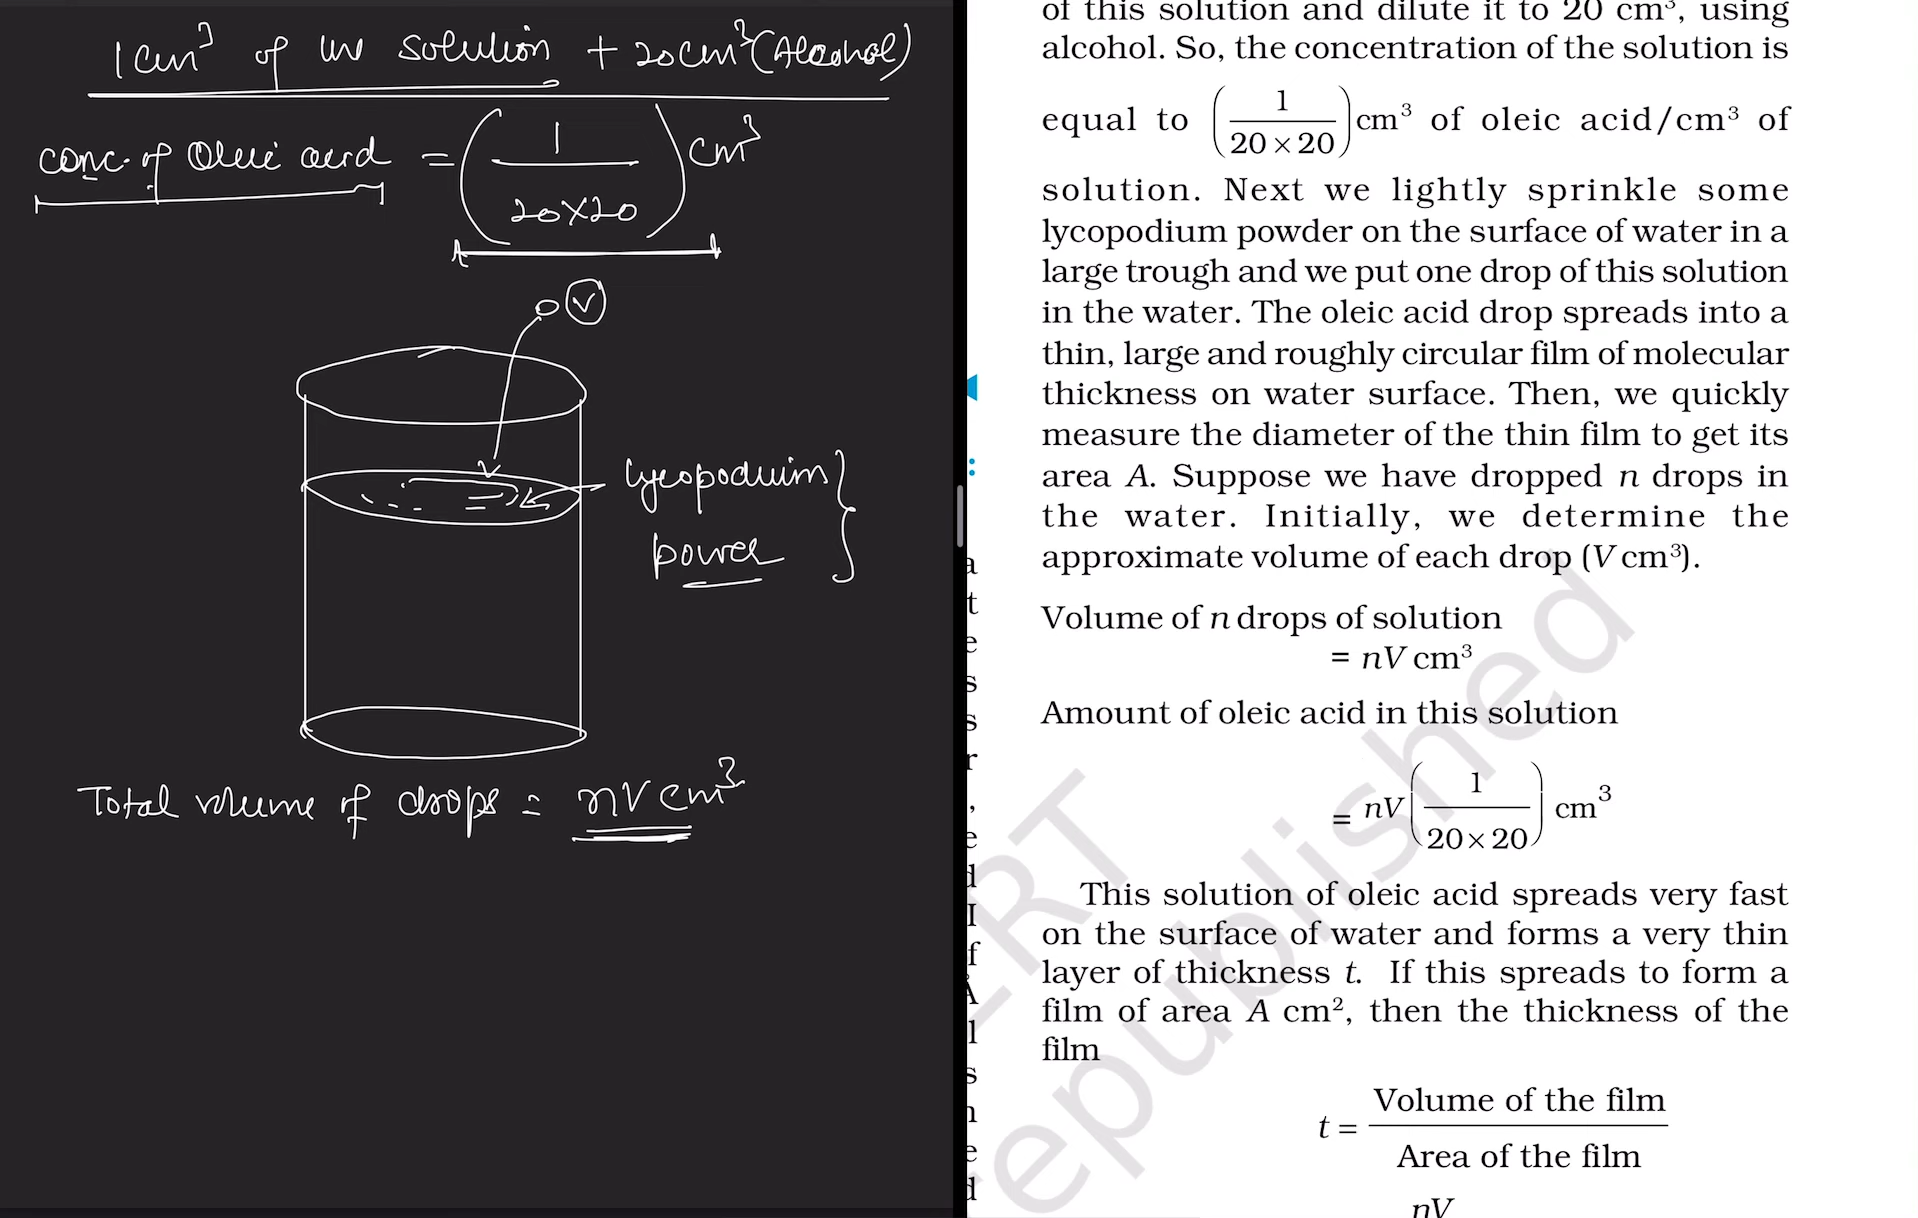 1 cm³ of the solution + 20 cm³ (Alcohol)
conc. of Oleic acid = (1 / 20×20) cm³
V
lycopoduim
power
Total volume of drops = nV cm³
of this solution and dilute it to 20 cm³, using
alcohol. So, the concentration of the solution is
equal to (1 / 20 × 20) cm³ of oleic acid/cm³ of
solution. Next we lightly sprinkle some
lycopodium powder on the surface of water in a
large trough and we put one drop of this solution
in the water. The oleic acid drop spreads into a
thin, large and roughly circular film of molecular
thickness on water surface. Then, we quickly
measure the diameter of the thin film to get its
area A. Suppose we have dropped n drops in
the water. Initially, we determine the
approximate volume of each drop (V cm³).
Volume of n drops of solution
= nV cm³
Amount of oleic acid in this solution
= nV (1 / 20 × 20) cm³
This solution of oleic acid spreads very fast
on the surface of water and forms a very thin
layer of thickness t. If this spreads to form a
film of area A cm², then the thickness of the
film
t = Volume of the film / Area of the film
nV